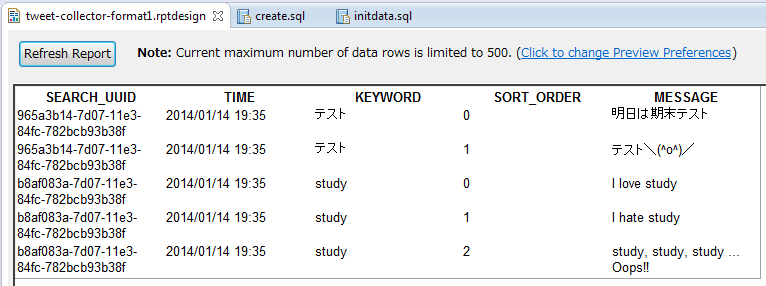 tweet-collector-format1.rptdesign create.sql initdata.sql
Refresh Report Note: Current maximum number of data rows is limited to 500. (Click to change Preview Preferences)
SEARCH_UUID TIME KEYWORD SORT_ORDER MESSAGE
965a3b14-7d07-11e3- 2014/01/14 19:35 テスト 0 明日は期末テスト
84fc-782bcb93b38f
965a3b14-7d07-11e3- 2014/01/14 19:35 テスト 1 テスト＼(^o^)／
84fc-782bcb93b38f
b8af083a-7d07-11e3- 2014/01/14 19:35 study 0 I love study
84fc-782bcb93b38f
b8af083a-7d07-11e3- 2014/01/14 19:35 study 1 I hate study
84fc-782bcb93b38f
b8af083a-7d07-11e3- 2014/01/14 19:35 study 2 study, study, study ...
84fc-782bcb93b38f Oops!!